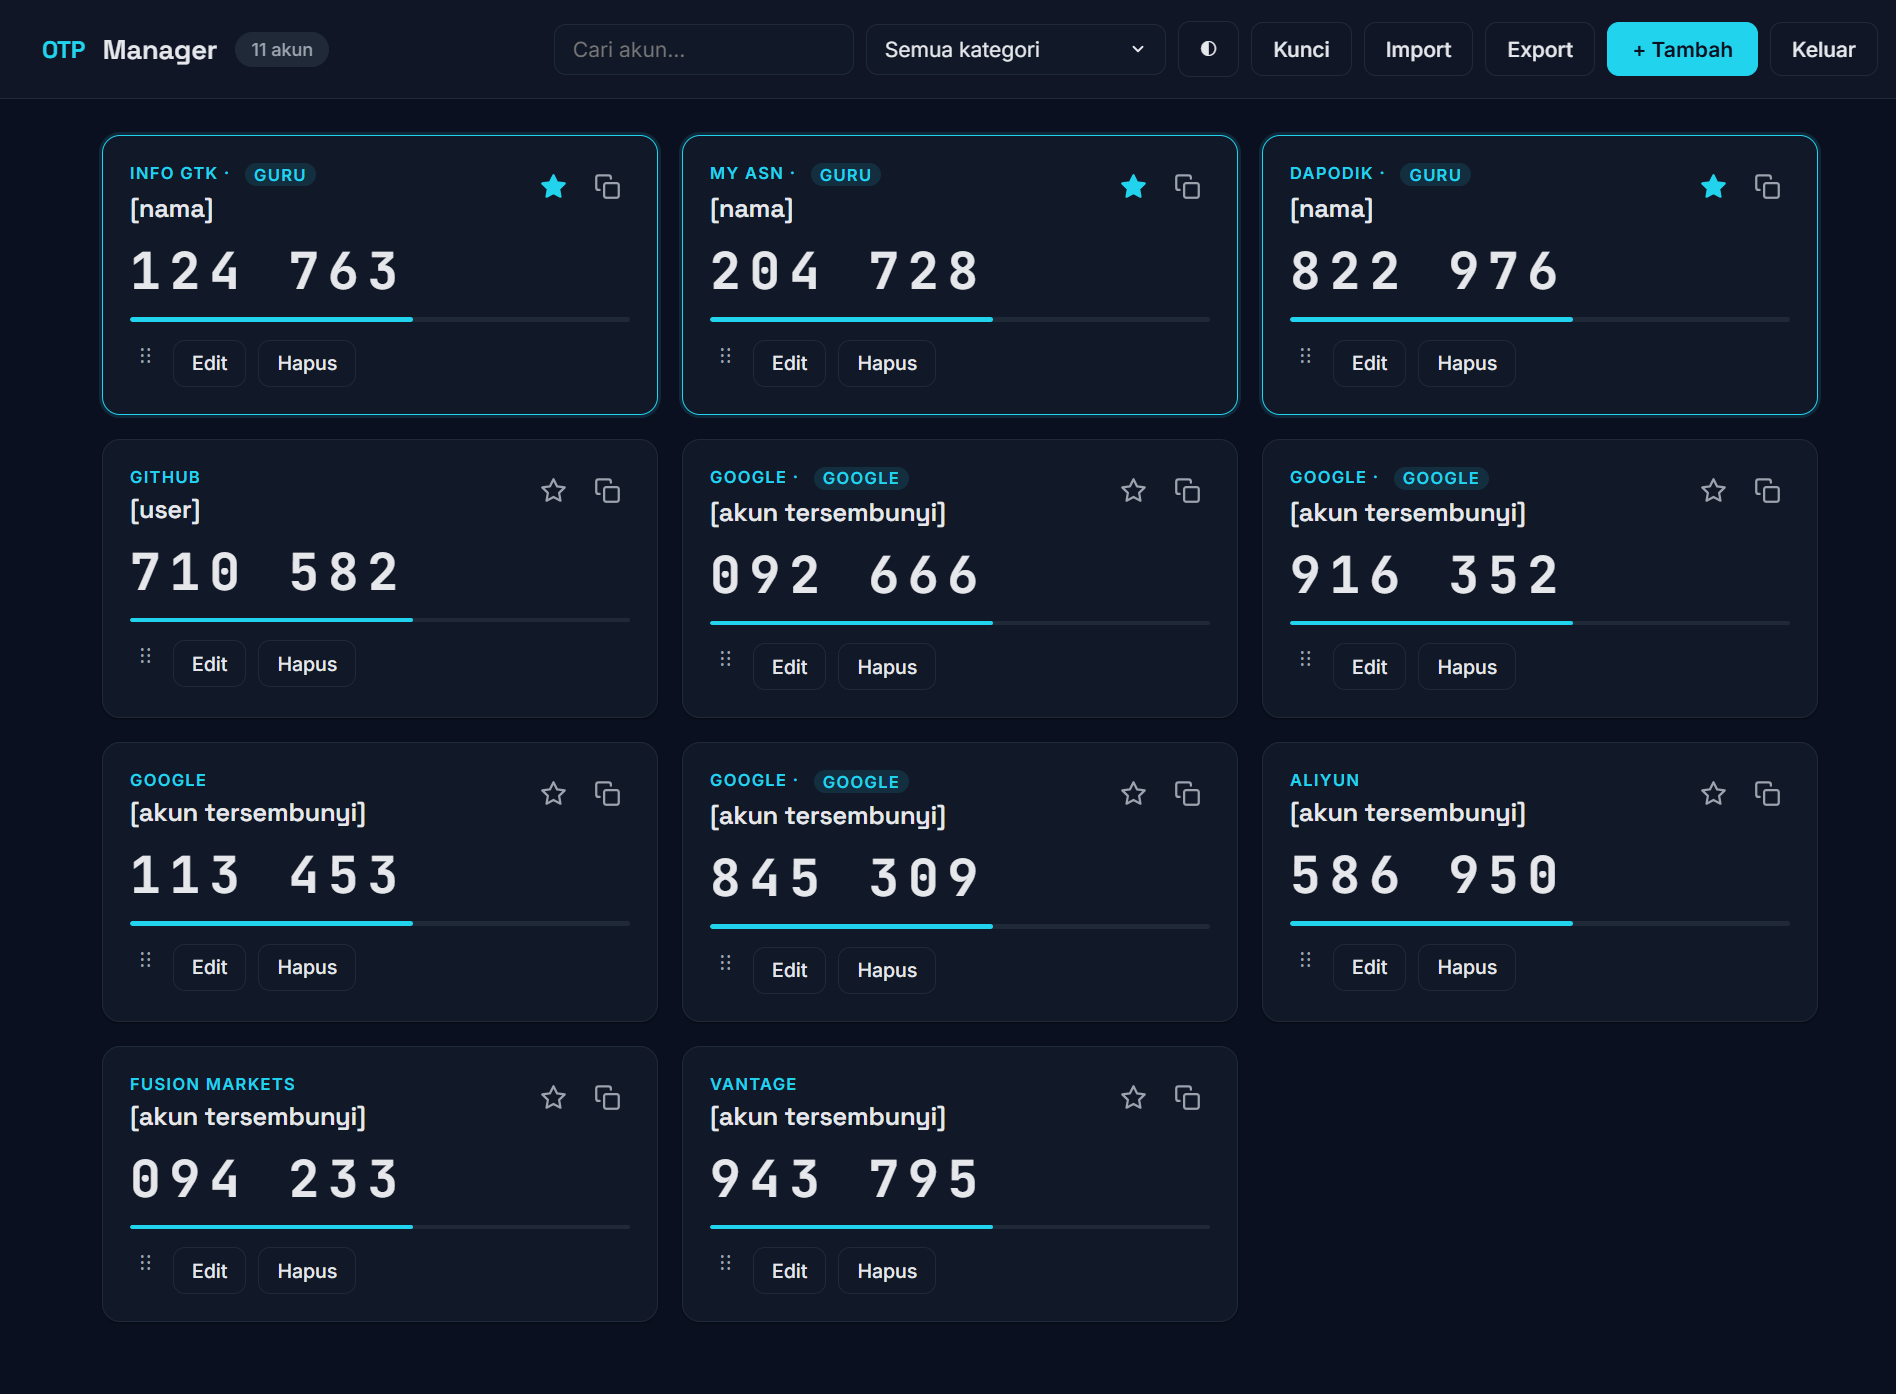 OTP Manager 11 akun Cari akun... Semua kategori Kunci Import Export + Tambah Keluar
INFO GTK · GURU
[nama]
124 763
Edit Hapus
MY ASN · GURU
[nama]
204 728
Edit Hapus
DAPODIK · GURU
[nama]
822 976
Edit Hapus
GITHUB
[user]
710 582
Edit Hapus
GOOGLE · GOOGLE
[akun tersembunyi]
092 666
Edit Hapus
GOOGLE · GOOGLE
[akun tersembunyi]
916 352
Edit Hapus
GOOGLE
[akun tersembunyi]
113 453
Edit Hapus
GOOGLE · GOOGLE
[akun tersembunyi]
845 309
Edit Hapus
ALIYUN
[akun tersembunyi]
586 950
Edit Hapus
FUSION MARKETS
[akun tersembunyi]
094 233
Edit Hapus
VANTAGE
[akun tersembunyi]
943 795
Edit Hapus